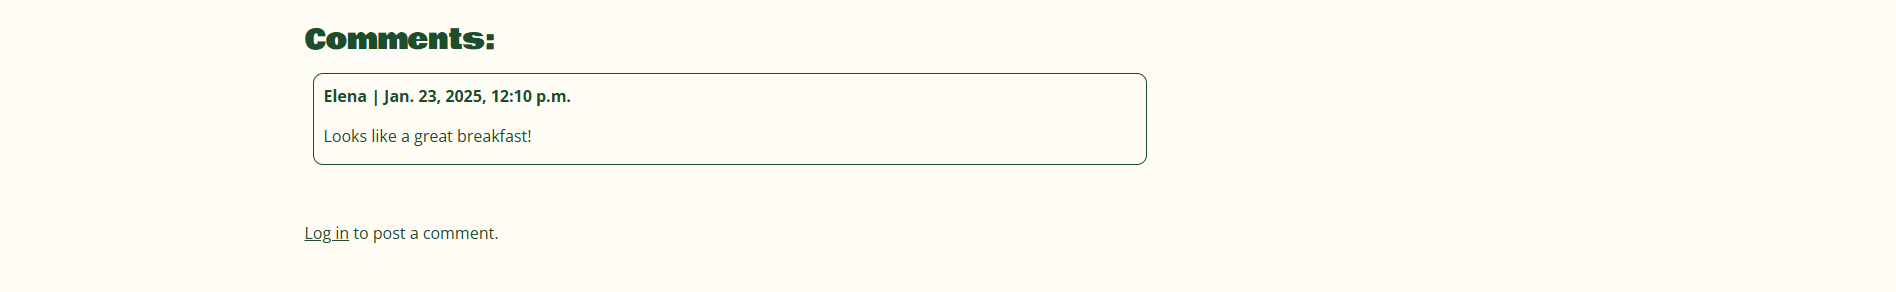 Comments:
Elena | Jan. 23, 2025, 12:10 p.m.
Looks like a great breakfast!
Log in to post a comment.